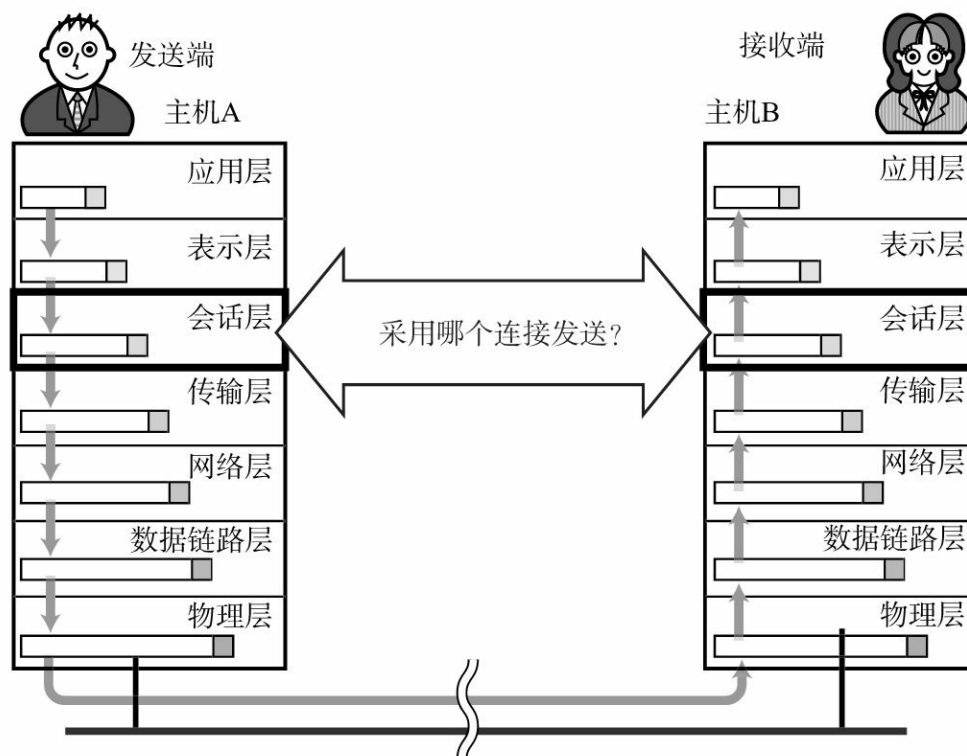 发送端
接收端
主机A
主机B
应用层
应用层
表示层
表示层
会话层
采用哪个连接发送？
会话层
传输层
传输层
网络层
网络层
数据链路层
数据链路层
物理层
物理层